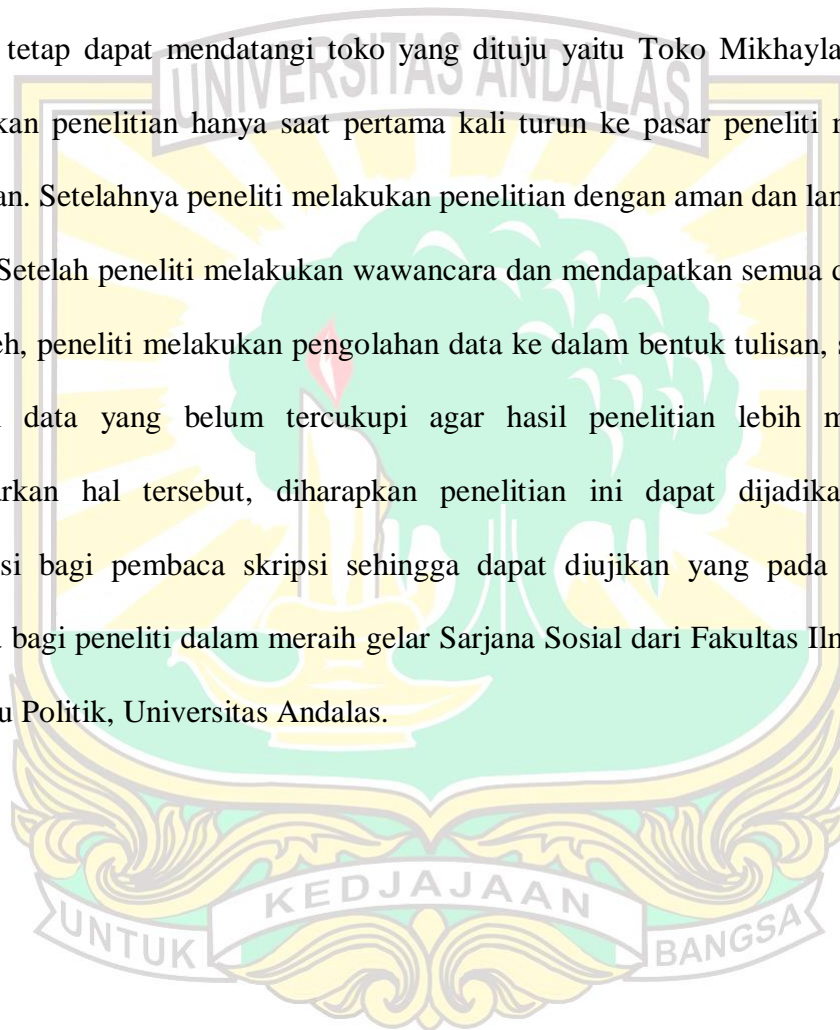 tetap dapat mendatangi toko yang dituju yaitu Toko Mikhayla
UNIVERSITAS ANDALAS
kan penelitian hanya saat pertama kali turun ke pasar peneliti
an. Setelahnya peneliti melakukan penelitian dengan aman dan lan
Setelah peneliti melakukan wawancara dan mendapatkan semua
eh, peneliti melakukan pengolahan data ke dalam bentuk tulisan,
data yang belum tercukupi agar hasil penelitian lebih
arkan hal tersebut, diharapkan penelitian ini dapat dijadika
si bagi pembaca skripsi sehingga dapat diujikan yang pada
bagi peneliti dalam meraih gelar Sarjana Sosial dari Fakultas Iln
u Politik, Universitas Andalas.
KEDJAJAAN
UNTUK BANGSA